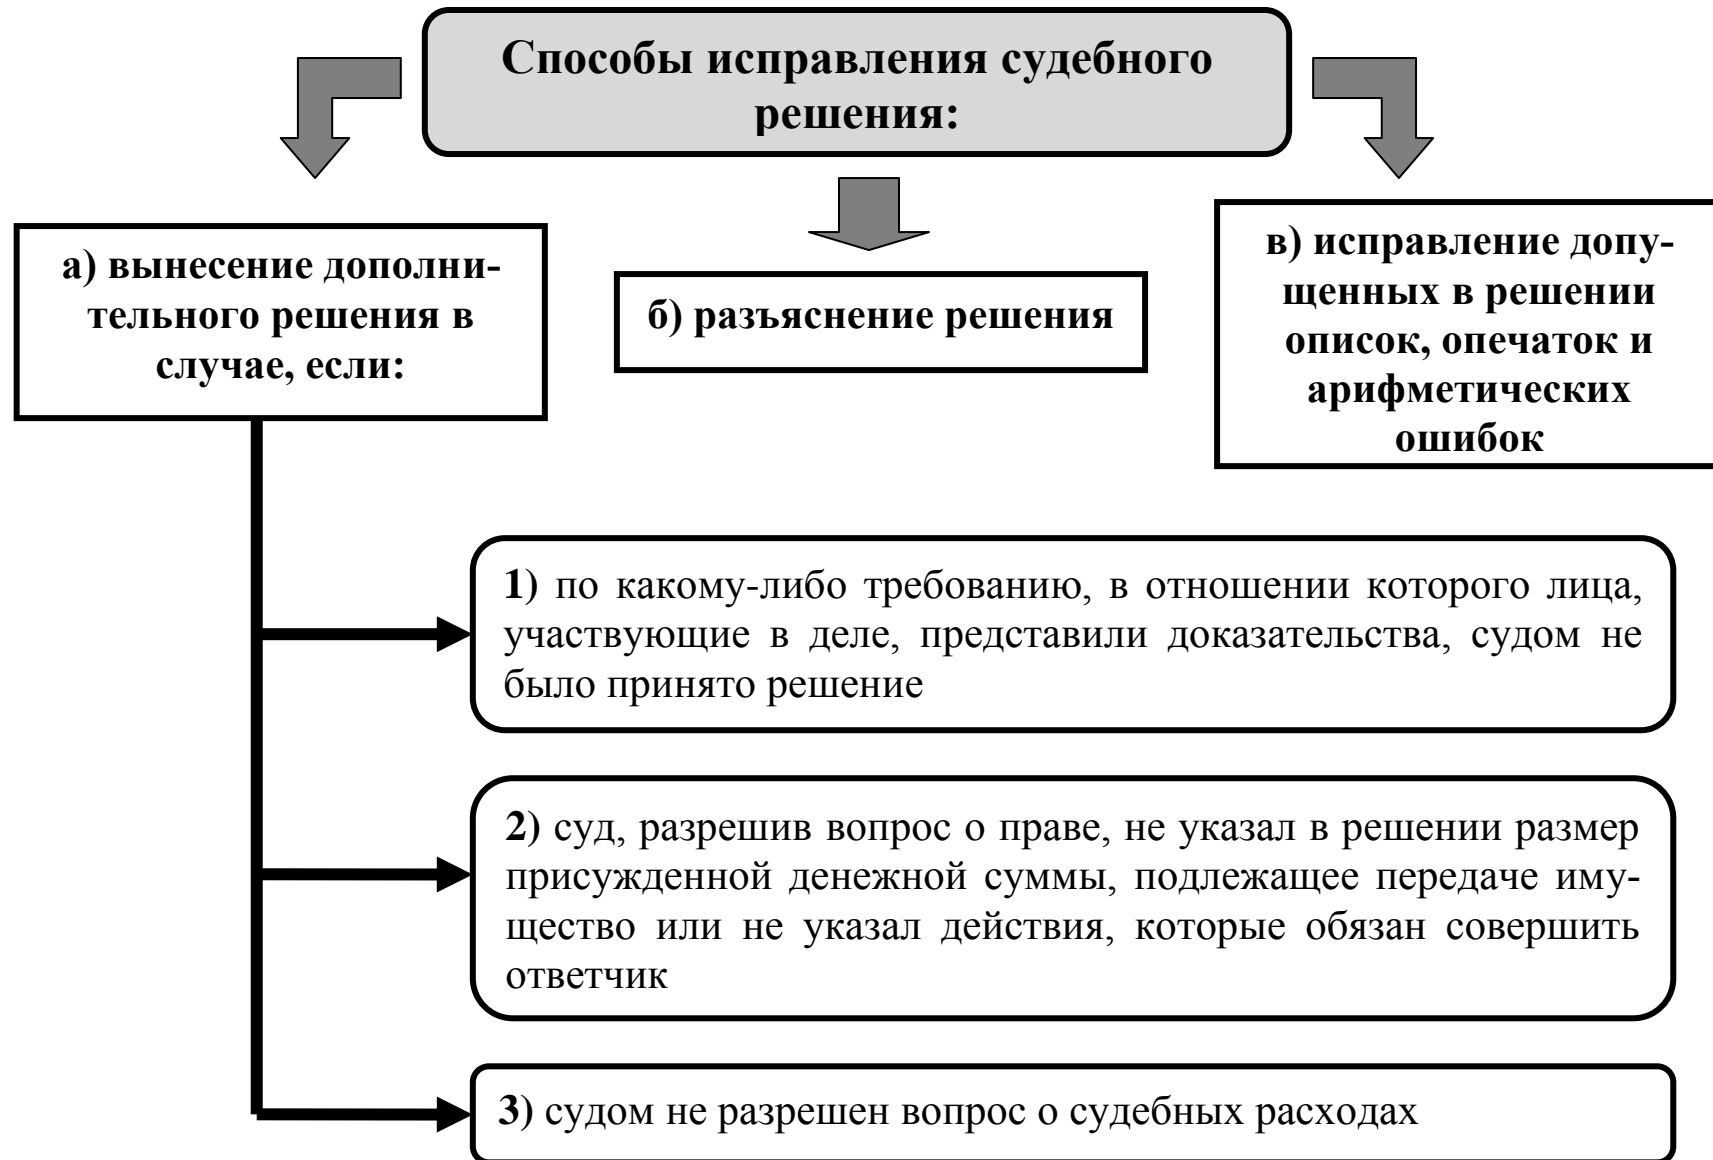 Способы исправления судебного
решения:
а) вынесение дополни-
тельного решения в
случае, если:
б) разъяснение решения
в) исправление допу-
щенных в решении
описок, опечаток и
арифметических
ошибок
1) по какому-либо требованию, в отношении которого лица,
участвующие в деле, представили доказательства, судом не
было принято решение
2) суд, разрешив вопрос о праве, не указал в решении размер
присужденной денежной суммы, подлежащее передаче иму-
щество или не указал действия, которые обязан совершить
ответчик
3) судом не разрешен вопрос о судебных расходах